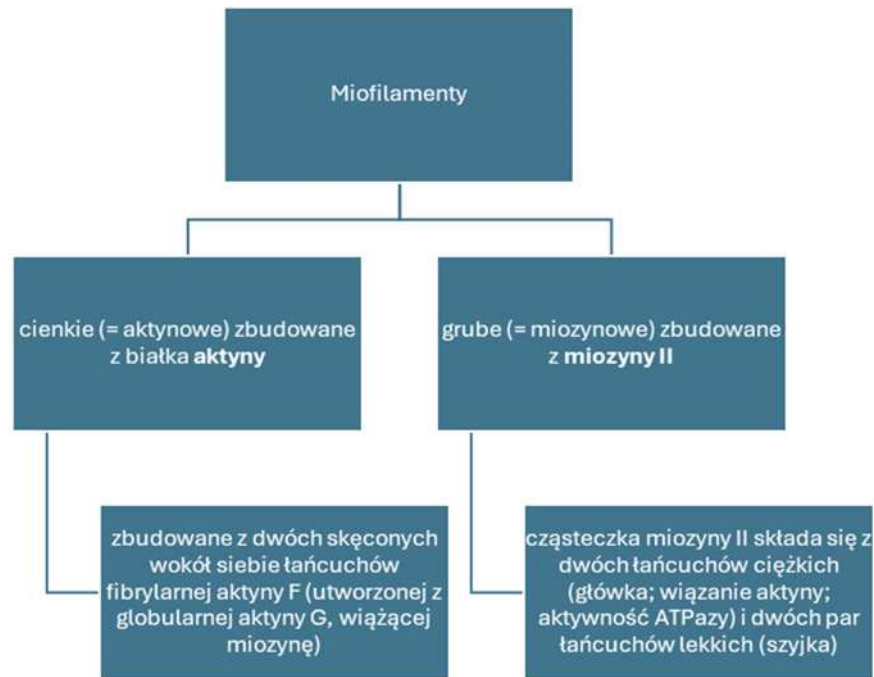 Miofilamenty
cienkie (= aktynowe) zbudowane
z białka aktyny
grube (= miozynowe) zbudowane
z miozyny II
zbudowane z dwóch skęconych
wokół siebie łańcuchów
fibrylarnej aktyny F (utworzonej z
globularnej aktyny G, wiążącej
miozynę)
cząsteczka miozyny II składa się z
dwóch łańcuchów ciężkich
(główka; wiązanie aktyny;
aktywność ATPazy) i dwóch par
łańcuchów lekkich (szyjka)